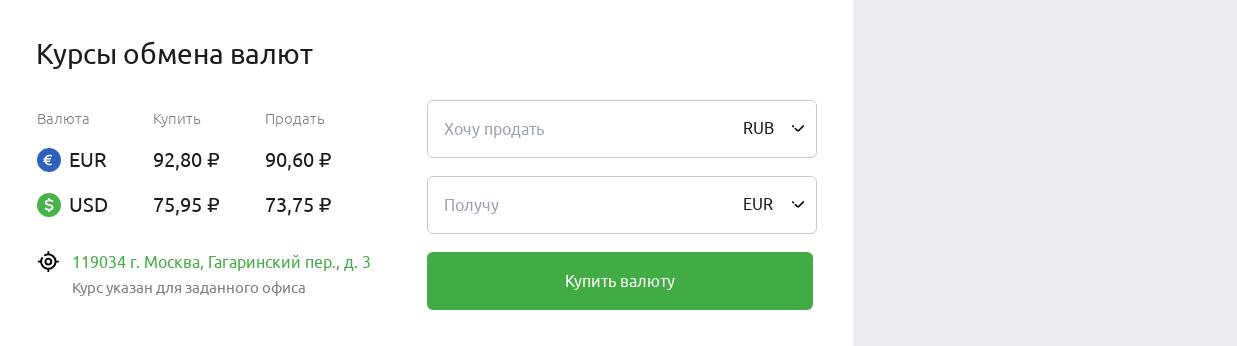 Курсы обмена валют
Валюта Купить Продать
€ EUR 92,80 ₽ 90,60 ₽
$ USD 75,95 ₽ 73,75 ₽
119034 г. Москва, Гагаринский пер., д. 3
Курс указан для заданного офиса
Хочу продать RUB
Получу EUR
Купить валюту